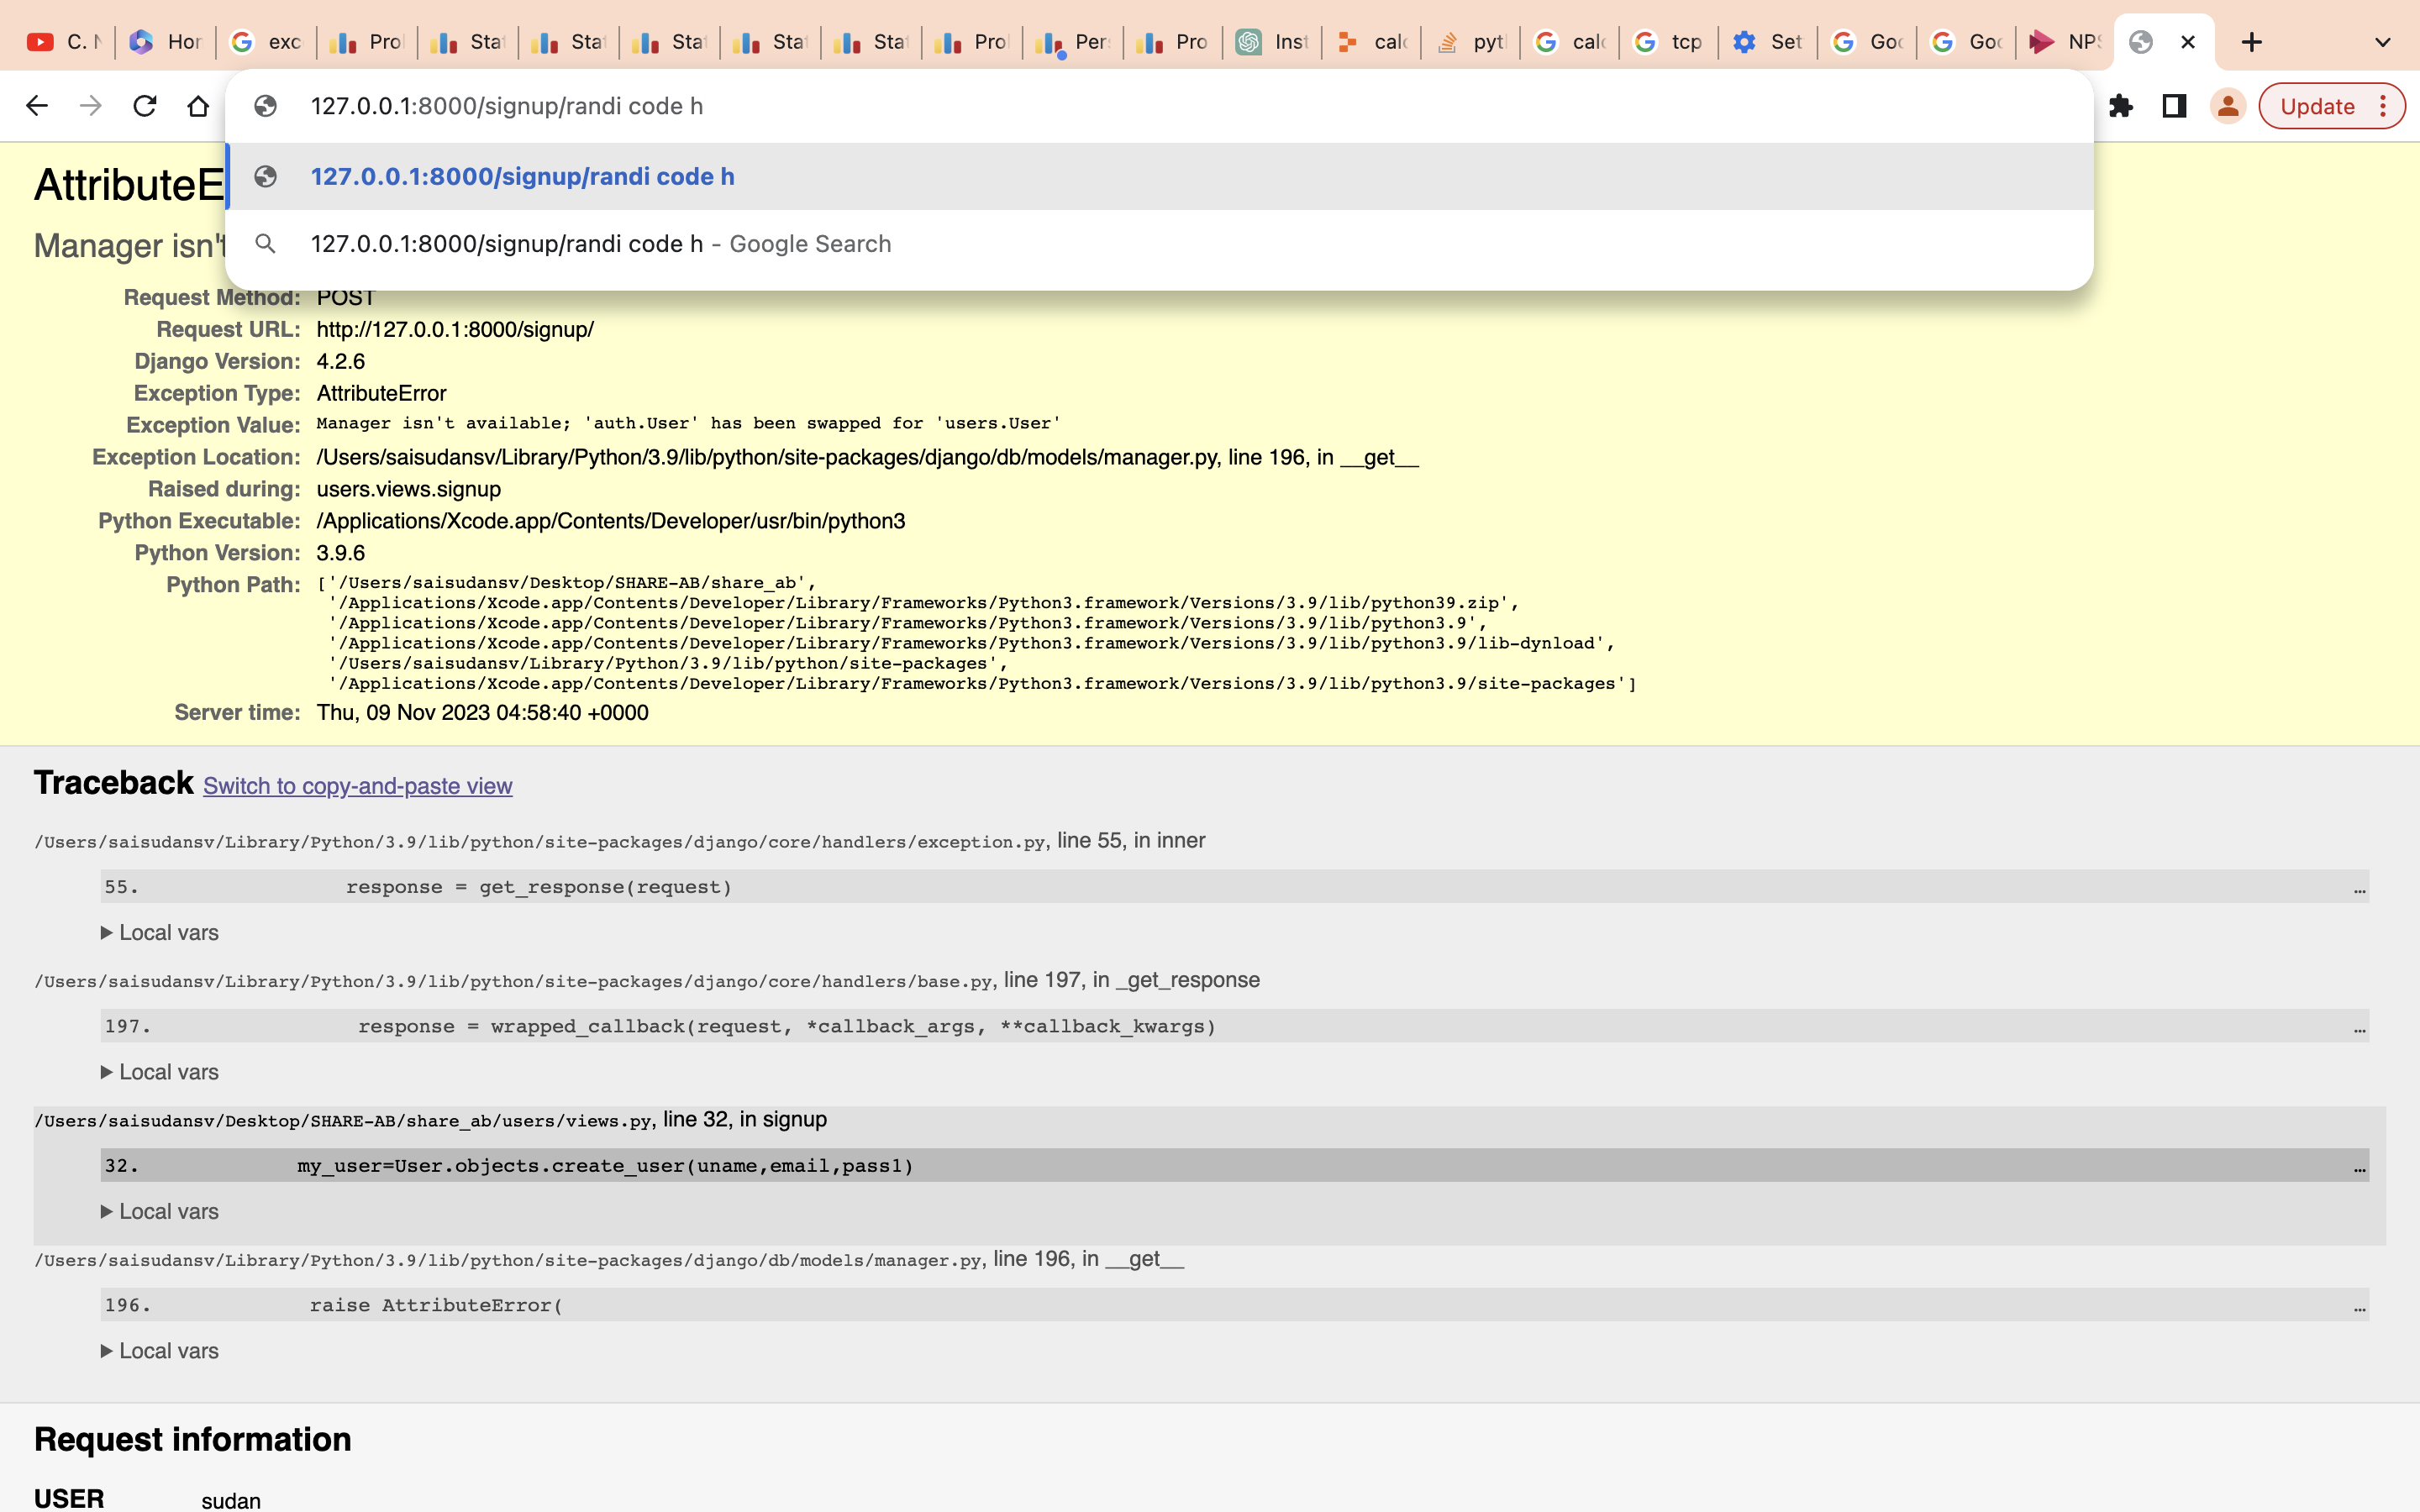 C. N
Hor
exc
Pro
Sta
Sta
Sta
Sta
Sta
Pro
Per
Pro
Inst
calc
pyt
calc
tcp
Set
Goo
Goo
NPS
127.0.0.1:8000/signup/randi code h
Update
127.0.0.1:8000/signup/randi code h
127.0.0.1:8000/signup/randi code h - Google Search
AttributeE
Manager isn't
Request Method: POST
Request URL: http://127.0.0.1:8000/signup/
Django Version: 4.2.6
Exception Type: AttributeError
Exception Value: Manager isn't available; 'auth.User' has been swapped for 'users.User'
Exception Location: /Users/saisudansv/Library/Python/3.9/lib/python/site-packages/django/db/models/manager.py, line 196, in __get__
Raised during: users.views.signup
Python Executable: /Applications/Xcode.app/Contents/Developer/usr/bin/python3
Python Version: 3.9.6
Python Path: ['/Users/saisudansv/Desktop/SHARE-AB/share_ab',
'/Applications/Xcode.app/Contents/Developer/Library/Frameworks/Python3.framework/Versions/3.9/lib/python39.zip',
'/Applications/Xcode.app/Contents/Developer/Library/Frameworks/Python3.framework/Versions/3.9/lib/python3.9',
'/Applications/Xcode.app/Contents/Developer/Library/Frameworks/Python3.framework/Versions/3.9/lib/python3.9/lib-dynload',
'/Users/saisudansv/Library/Python/3.9/lib/python/site-packages',
'/Applications/Xcode.app/Contents/Developer/Library/Frameworks/Python3.framework/Versions/3.9/lib/python3.9/site-packages']
Server time: Thu, 09 Nov 2023 04:58:40 +0000
Traceback Switch to copy-and-paste view
/Users/saisudansv/Library/Python/3.9/lib/python/site-packages/django/core/handlers/exception.py, line 55, in inner
55. response = get_response(request) …
Local vars
/Users/saisudansv/Library/Python/3.9/lib/python/site-packages/django/core/handlers/base.py, line 197, in _get_response
197. response = wrapped_callback(request, *callback_args, **callback_kwargs) …
Local vars
/Users/saisudansv/Desktop/SHARE-AB/share_ab/users/views.py, line 32, in signup
32. my_user=User.objects.create_user(uname,email,pass1) …
Local vars
/Users/saisudansv/Library/Python/3.9/lib/python/site-packages/django/db/models/manager.py, line 196, in __get__
196. raise AttributeError( …
Local vars
Request information
USER sudan